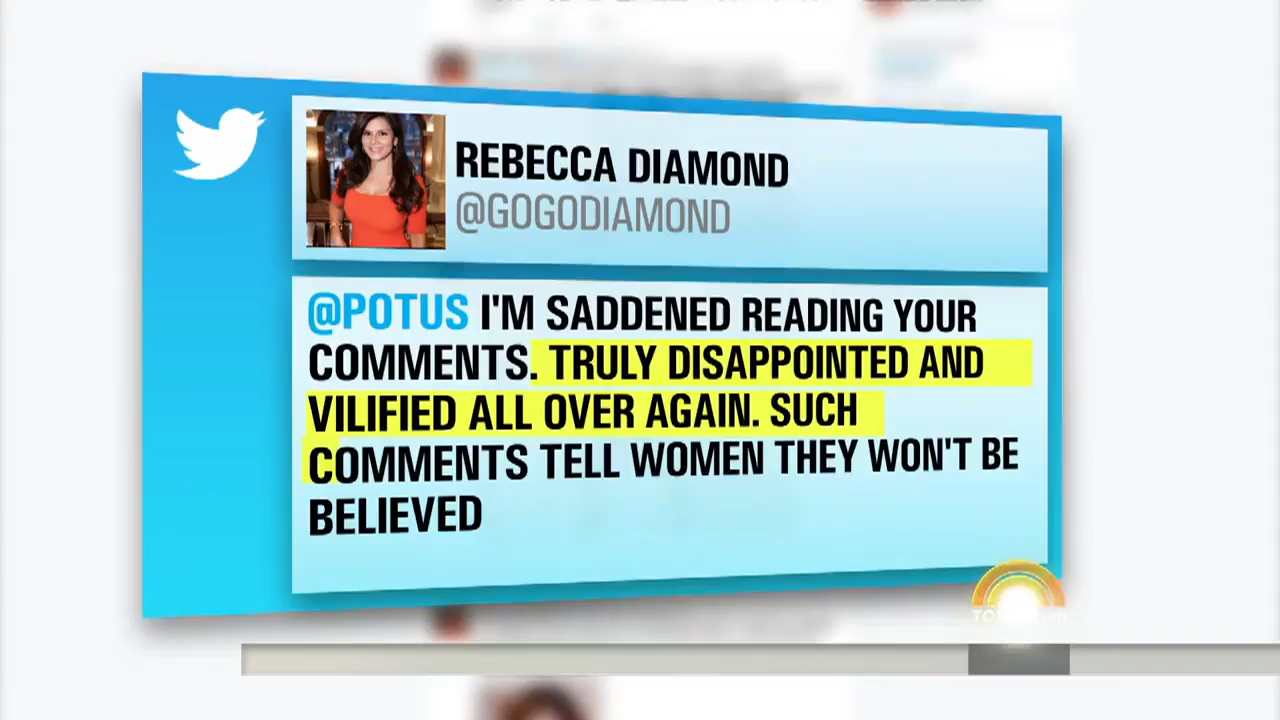 REBECCA DIAMOND
@GOGODIAMOND
@POTUS I'M SADDENED READING YOUR
COMMENTS. TRULY DISAPPOINTED AND
VILIFIED ALL OVER AGAIN. SUCH
COMMENTS TELL WOMEN THEY WON'T BE
BELIEVED